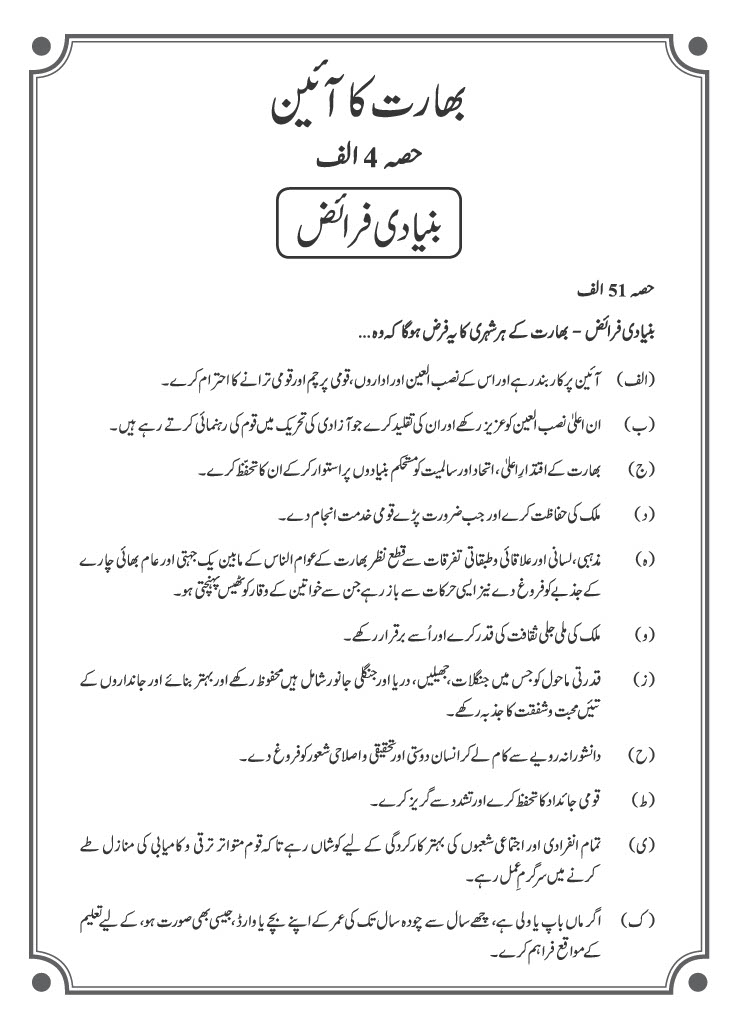 بھارت کا آئین
حصہ 4 الف
بنیادی فرائض
حصہ 51 الف
بنیادی فرائض – بھارت کے ہر شہری کا یہ فرض ہوگا کہ وہ...
(الف) آئین پر کاربند رہے اور اس کے نصب العین اور اداروں، قومی پرچم اور قومی ترانے کا احترام کرے۔
(ب) ان اعلیٰ نصب العین کو عزیز رکھے اور ان کی تقلید کرے جو آزادی کی تحریک میں قوم کی رہنمائی کرتے رہے ہیں۔
(ج) بھارت کے اقتدارِ اعلیٰ، اتحاد اور سالمیت کو مستحکم بنیادوں پر استوار کرکے ان کا تحفّظ کرے۔
(د) ملک کی حفاظت کرے اور جب ضرورت پڑے قومی خدمت انجام دے۔
(ہ) مذہبی، لسانی اور علاقائی و طبقاتی تفرقات سے قطع نظر بھارت کے عوام الناس کے مابین یک جہتی اور عام بھائی چارے
کے جذبے کو فروغ دے نیز ایسی حرکات سے باز رہے جن سے خواتین کے وقار کو ٹھیس پہنچتی ہو۔
(و) ملک کی ملی جلی ثقافت کی قدر کرے اور اُسے برقرار رکھے۔
(ز) قدرتی ماحول کو جس میں جنگلات، جھیلیں، دریا اور جنگلی جانور شامل ہیں محفوظ رکھے اور بہتر بنائے اور جانداروں کے
تئیں محبت و شفقت کا جذبہ رکھے۔
(ح) دانشورانہ رویے سے کام لے کر انسان دوستی اور تحقیقی و اصلاحی شعور کو فروغ دے۔
(ط) قومی جائداد کا تحفظ کرے اور تشدد سے گریز کرے۔
(ی) تمام انفرادی اور اجتماعی شعبوں کی بہتر کارکردگی کے لیے کوشاں رہے تاکہ قوم متواتر ترقی و کامیابی کی منازل طے
کرنے میں سرگرمِ عمل رہے۔
(ک) اگر ماں باپ یا ولی ہے، چھے سال سے چودہ سال تک کی عمر کے اپنے بچے یا وارڈ، جیسی بھی صورت ہو، کے لیے تعلیم
کے مواقع فراہم کرے۔